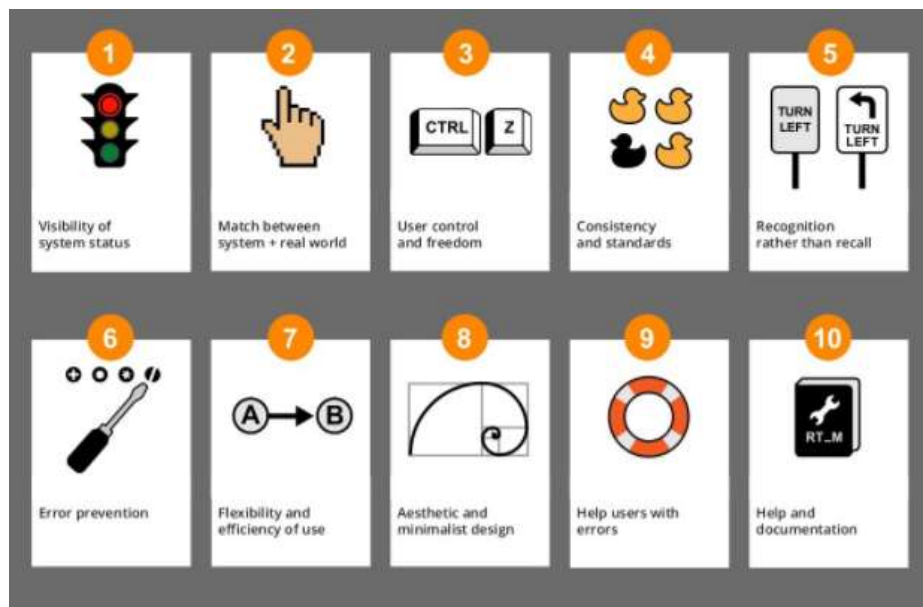 1
2
3
4
5
CTRL
Z
TURN
LEFT
TURN
LEFT
Visibility of
system status
Match between
system + real world
User control
and freedom
Consistency
and standards
Recognition
rather than recall
6
7
8
9
10
A
B
RT_M
Error prevention
Flexibility and
efficiency of use
Aesthetic and
minimalist design
Help users with
errors
Help and
documentation